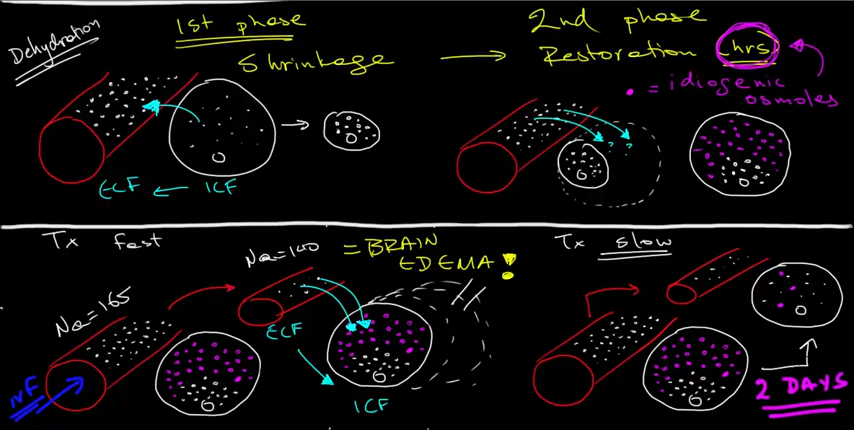 Dehydration
1st phase
Shrinkage
2nd phase
Restoration hrs
• = idiogenic
osmoles
ECF ← ICF
Tx fast
Na=165
IVF
Na=140
= BRAIN
EDEMA!
ECF
ICF
Tx slow
2 DAYS